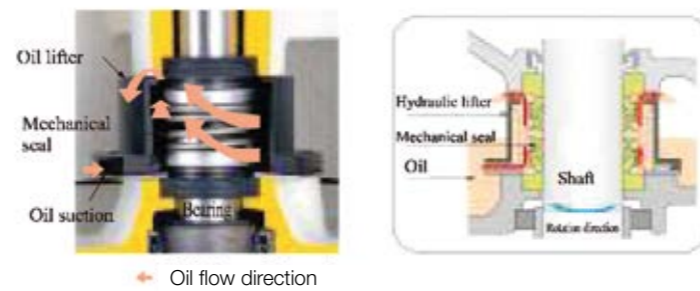 Oil lifter
Mechanical
seal
Oil suction
Bearing
Oil flow direction
Hydraulic lifter
Mechanical seal
Oil
Shaft
Rotation direction